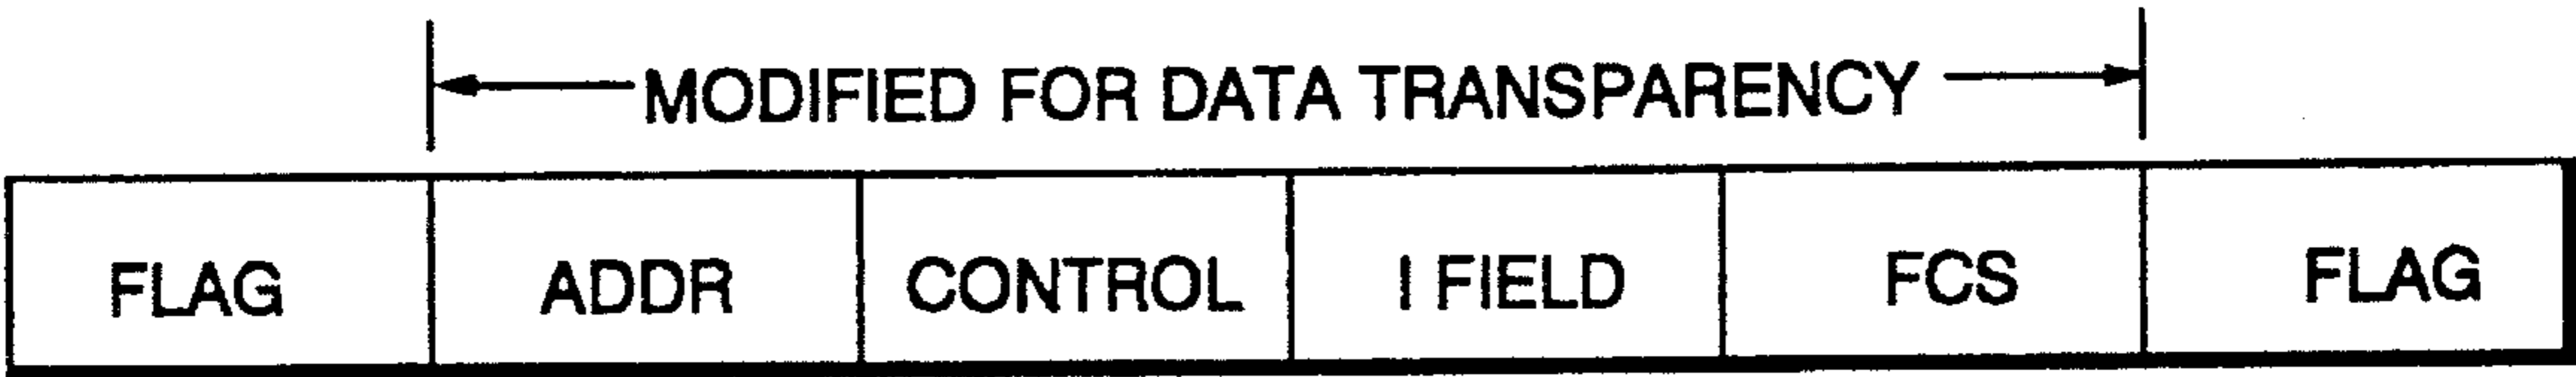 MODIFIED FOR DATA TRANSPARENCY
FLAG ADDR CONTROL I FIELD FCS FLAG